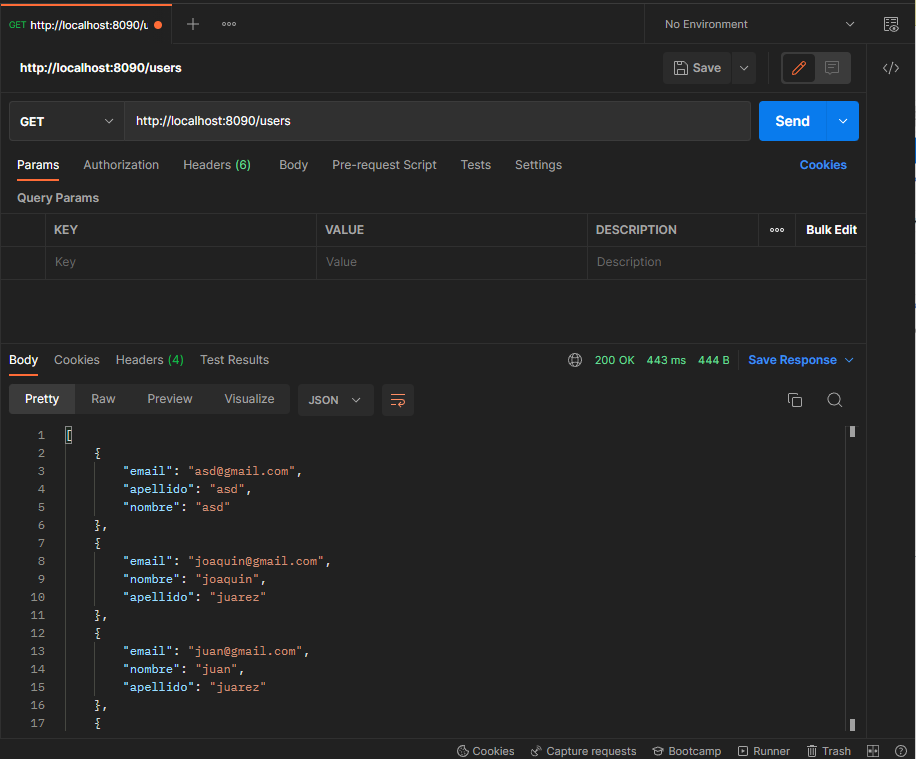 GET http://localhost:8090/u
No Environment
http://localhost:8090/users
Save
GET http://localhost:8090/users
Send
Params Authorization Headers (6) Body Pre-request Script Tests Settings Cookies
Query Params
KEY VALUE DESCRIPTION Bulk Edit
Key Value Description
Body Cookies Headers (4) Test Results 200 OK 443 ms 444 B Save Response
Pretty Raw Preview Visualize JSON
1 [
2 {
3 "email": "asd@gmail.com",
4 "apellido": "asd",
5 "nombre": "asd"
6 },
7 {
8 "email": "joaquin@gmail.com",
9 "nombre": "joaquin",
10 "apellido": "juarez"
11 },
12 {
13 "email": "juan@gmail.com",
14 "nombre": "juan",
15 "apellido": "juarez"
16 },
17 {
Cookies Capture requests Bootcamp Runner Trash